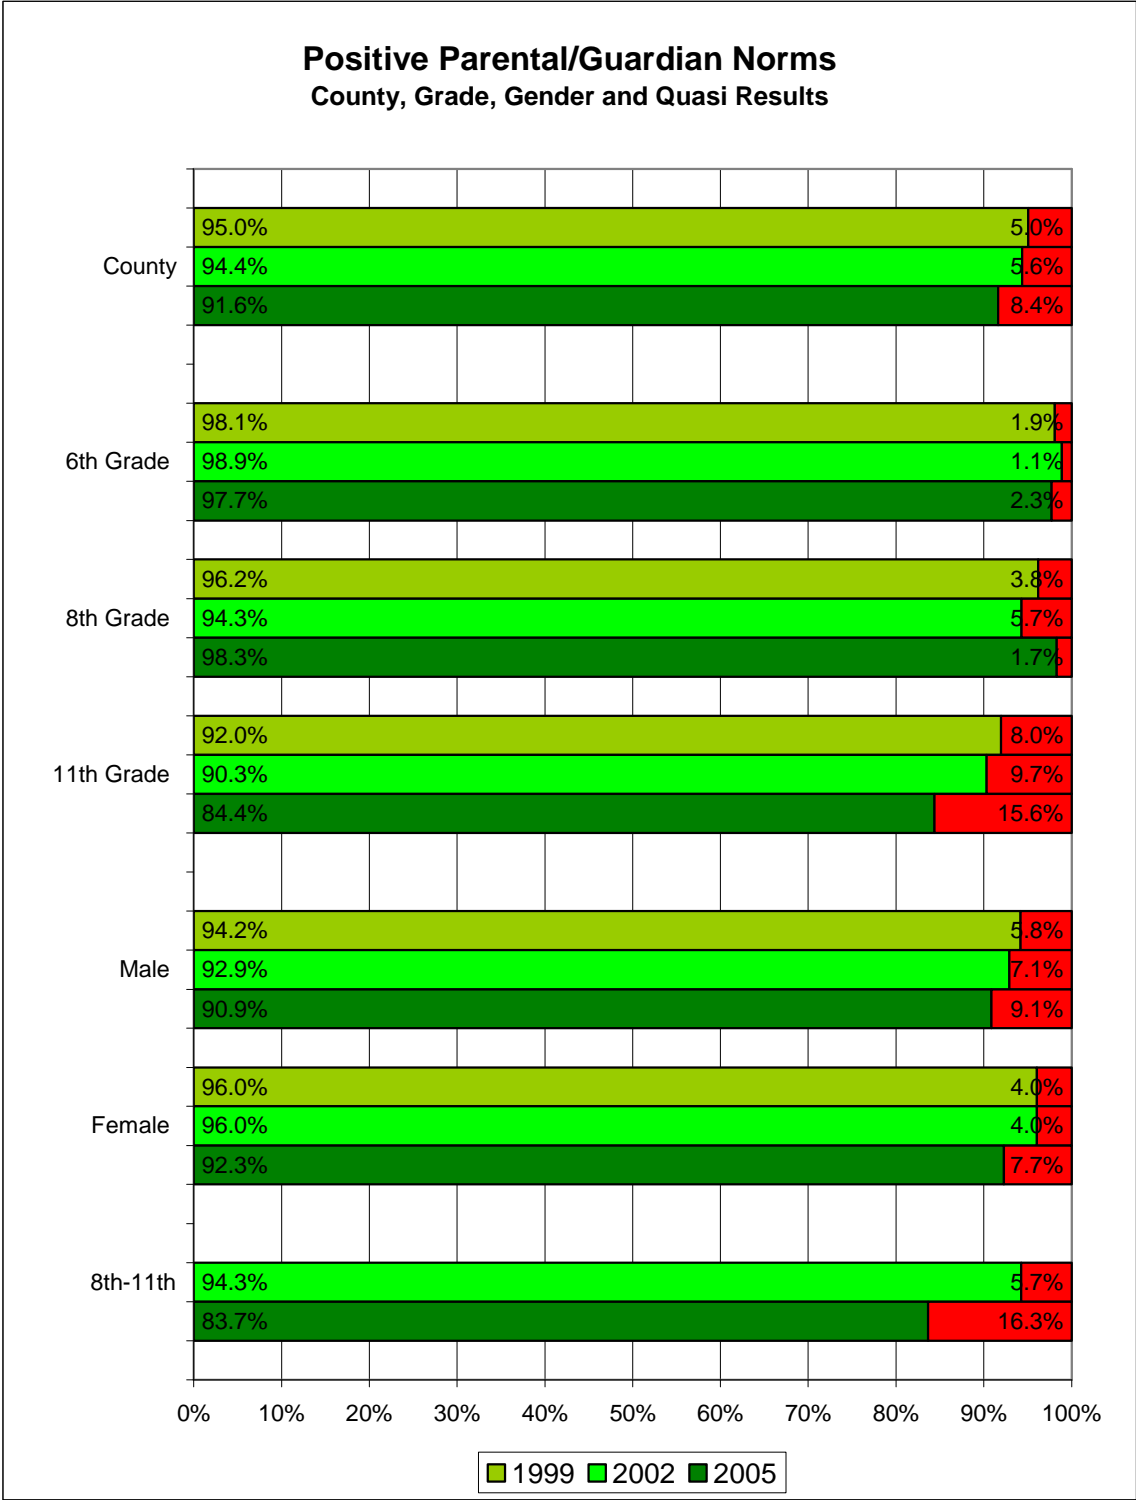 Positive Parental/Guardian Norms
County, Grade, Gender and Quasi Results
95.0% 5.0%
County 94.4% 5.6%
91.6% 8.4%
98.1% 1.9%
6th Grade 98.9% 1.1%
97.7% 2.3%
96.2% 3.8%
8th Grade 94.3% 5.7%
98.3% 1.7%
92.0% 8.0%
11th Grade 90.3% 9.7%
84.4% 15.6%
94.2% 5.8%
Male 92.9% 7.1%
90.9% 9.1%
96.0% 4.0%
Female 96.0% 4.0%
92.3% 7.7%
8th-11th 94.3% 5.7%
83.7% 16.3%
0% 10% 20% 30% 40% 50% 60% 70% 80% 90% 100%
1999 2002 2005